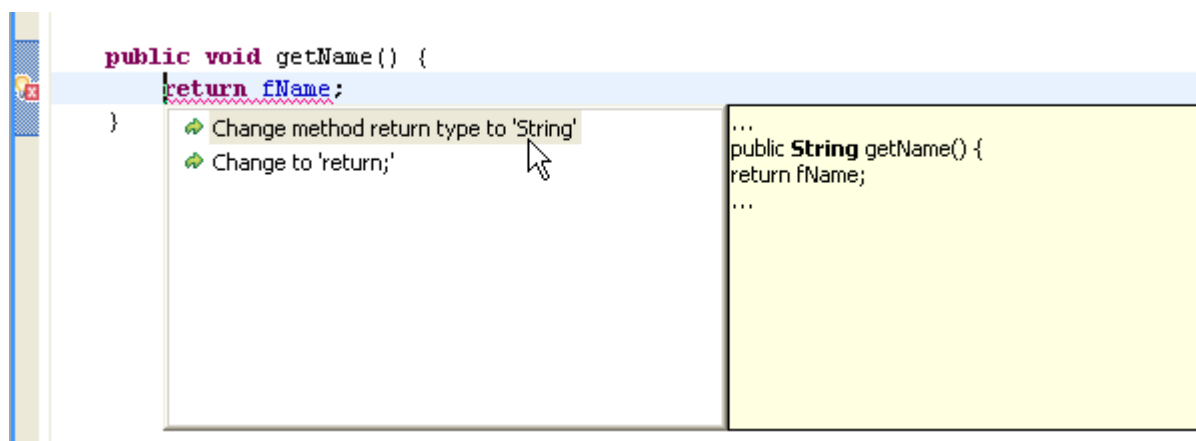 public void getName() {
return fName;
}
Change method return type to 'String'
Change to 'return;'
...
public String getName() {
return fName;
...